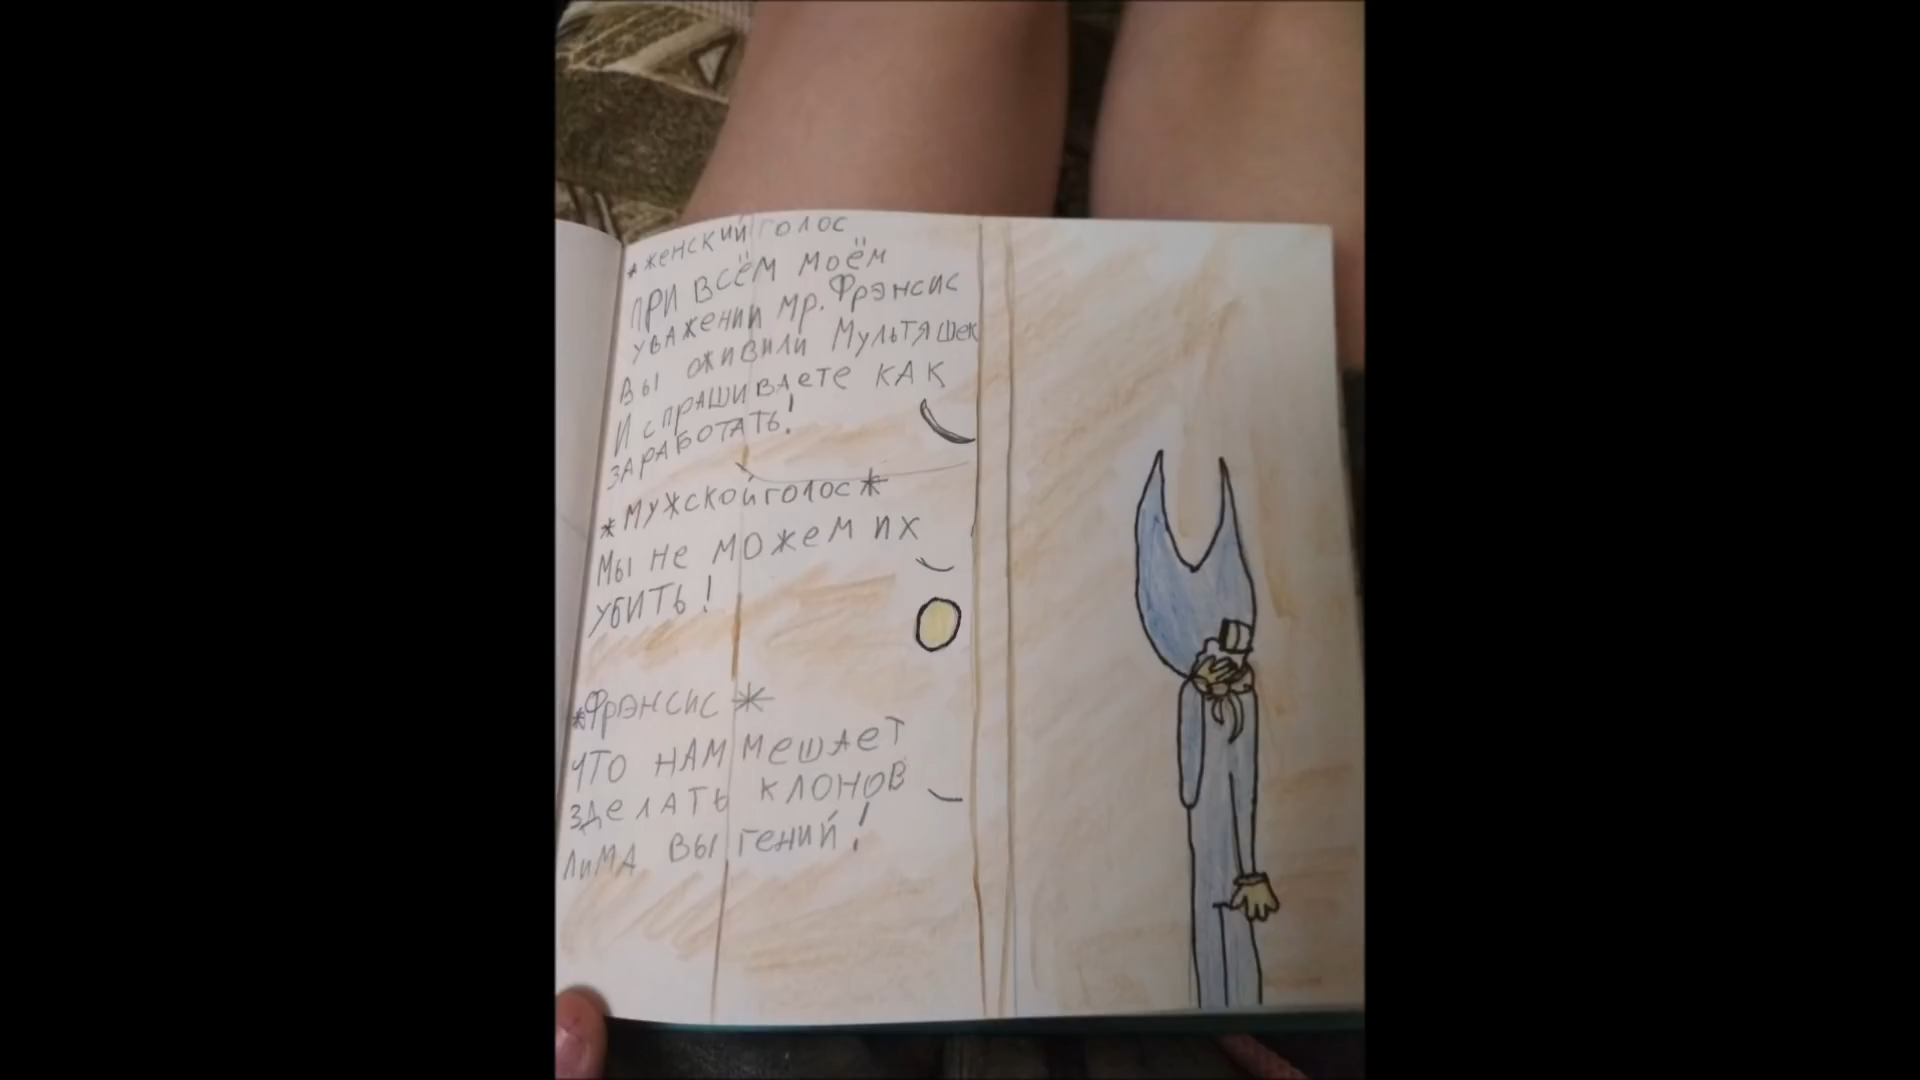 *женский голос
ПРИ ВСЁМ МОЁМ
УВАЖЕНИИ МР. Фрэнсис
ВЫ ОЖИВИЛИ МУЛЬТЯШЕК
И СПРАШИВАЕТЕ КАК
ЗАРАБОТАТЬ!
*МУЖСКОЙ ГОЛОС*
МЫ НЕ МОЖЕМ ИХ
УБИТЬ!
*Фрэнсис*
ЧТО НАМ МЕШАЕТ
ЗДЕЛАТЬ КЛОНОВ
ЛИМА ВЫ ГЕНИЙ!